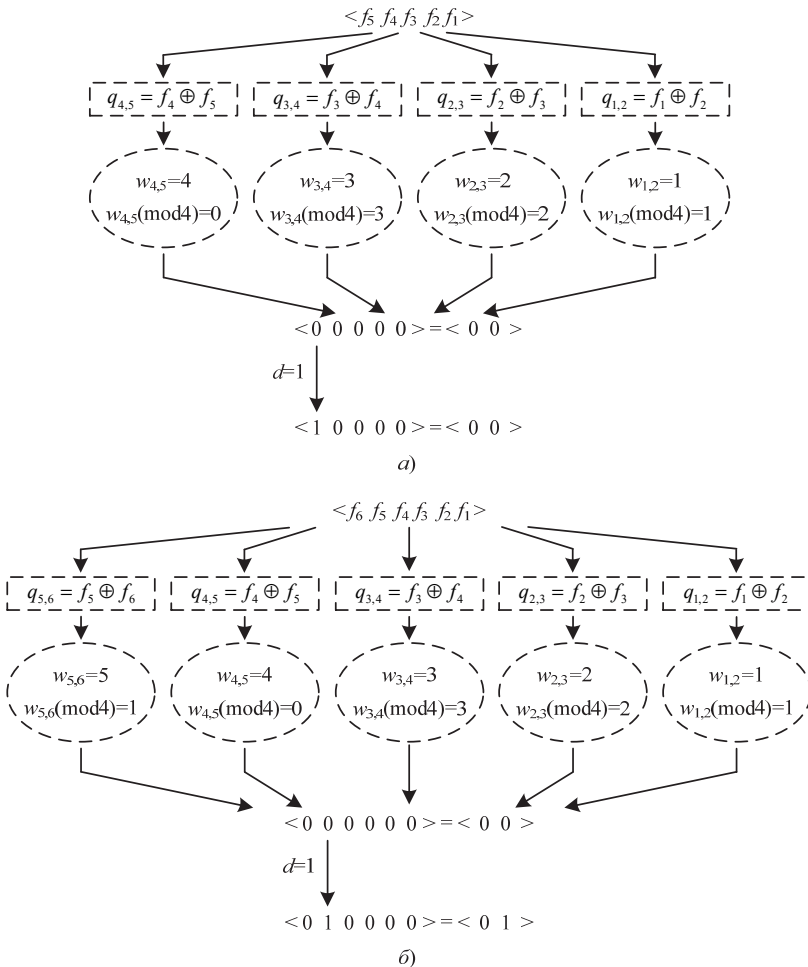 <f₅ f₄ f₃ f₂ f₁>
q₄,₅ = f₄ ⊕ f₅ q₃,₄ = f₃ ⊕ f₄ q₂,₃ = f₂ ⊕ f₃ q₁,₂ = f₁ ⊕ f₂
w₄,₅=4 w₃,₄=3 w₂,₃=2 w₁,₂=1
w₄,₅(mod4)=0 w₃,₄(mod4)=3 w₂,₃(mod4)=2 w₁,₂(mod4)=1
<0 0 0 0 0>=<0 0>
d=1
<1 0 0 0 0>=<0 0>
а)
<f₆ f₅ f₄ f₃ f₂ f₁>
q₅,₆ = f₅ ⊕ f₆ q₄,₅ = f₄ ⊕ f₅ q₃,₄ = f₃ ⊕ f₄ q₂,₃ = f₂ ⊕ f₃ q₁,₂ = f₁ ⊕ f₂
w₅,₆=5 w₄,₅=4 w₃,₄=3 w₂,₃=2 w₁,₂=1
w₅,₆(mod4)=1 w₄,₅(mod4)=0 w₃,₄(mod4)=3 w₂,₃(mod4)=2 w₁,₂(mod4)=1
<0 0 0 0 0 0>=<0 0>
d=1
<0 1 0 0 0 0>=<0 1>
б)